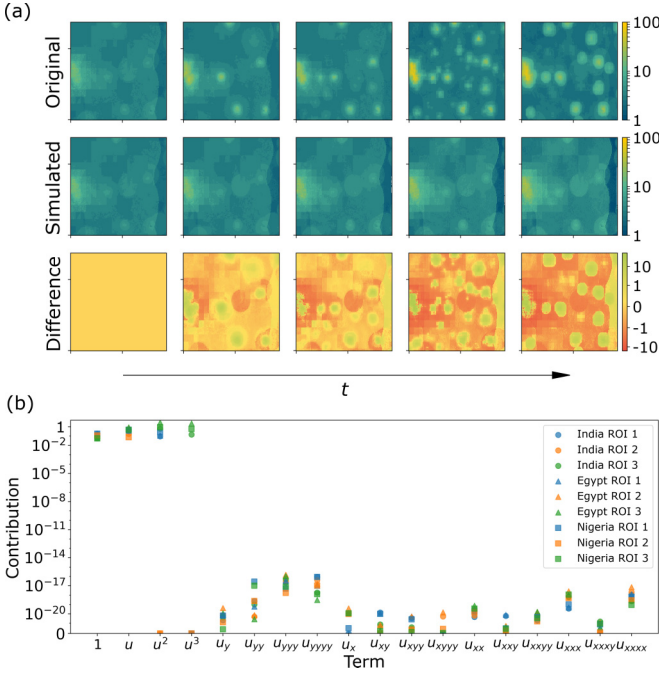 (a)
Original
100
10
1
Simulated
100
10
1
Difference
10
1
0
-1
-10
t
(b)
Contribution
1
10⁻²
10⁻⁵
10⁻⁸
10⁻¹¹
10⁻¹⁴
10⁻¹⁷
10⁻²⁰
0
India ROI 1
India ROI 2
India ROI 3
Egypt ROI 1
Egypt ROI 2
Egypt ROI 3
Nigeria ROI 1
Nigeria ROI 2
Nigeria ROI 3
1 u u² u³ u_y u_yy u_yyy u_yyyy u_x u_xy u_xyy u_xyyy u_xx u_xxy u_xxyy u_xxx u_xxxy u_xxxx
Term